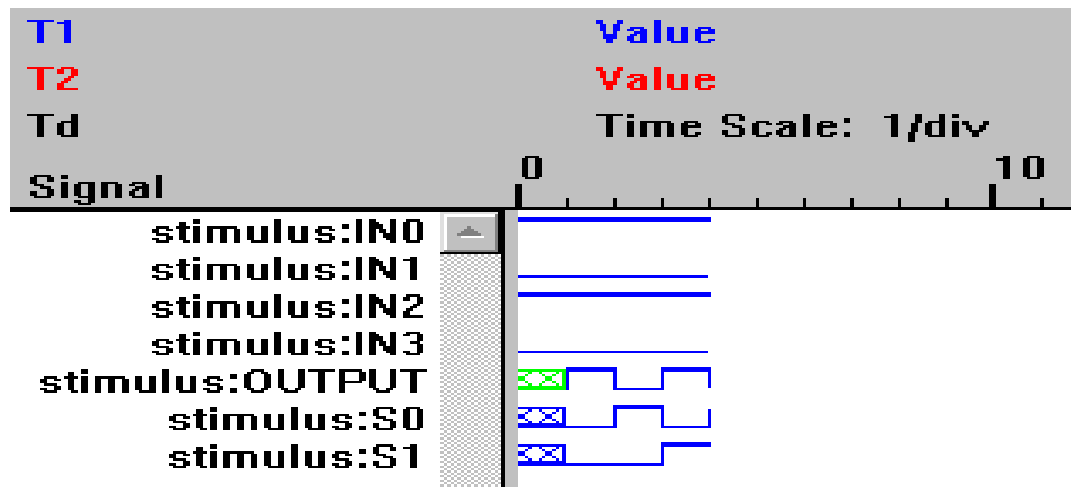 T1 Value
T2 Value
Td Time Scale: 1/div
Signal 0 10
stimulus:IN0
stimulus:IN1
stimulus:IN2
stimulus:IN3
stimulus:OUTPUT
stimulus:S0
stimulus:S1